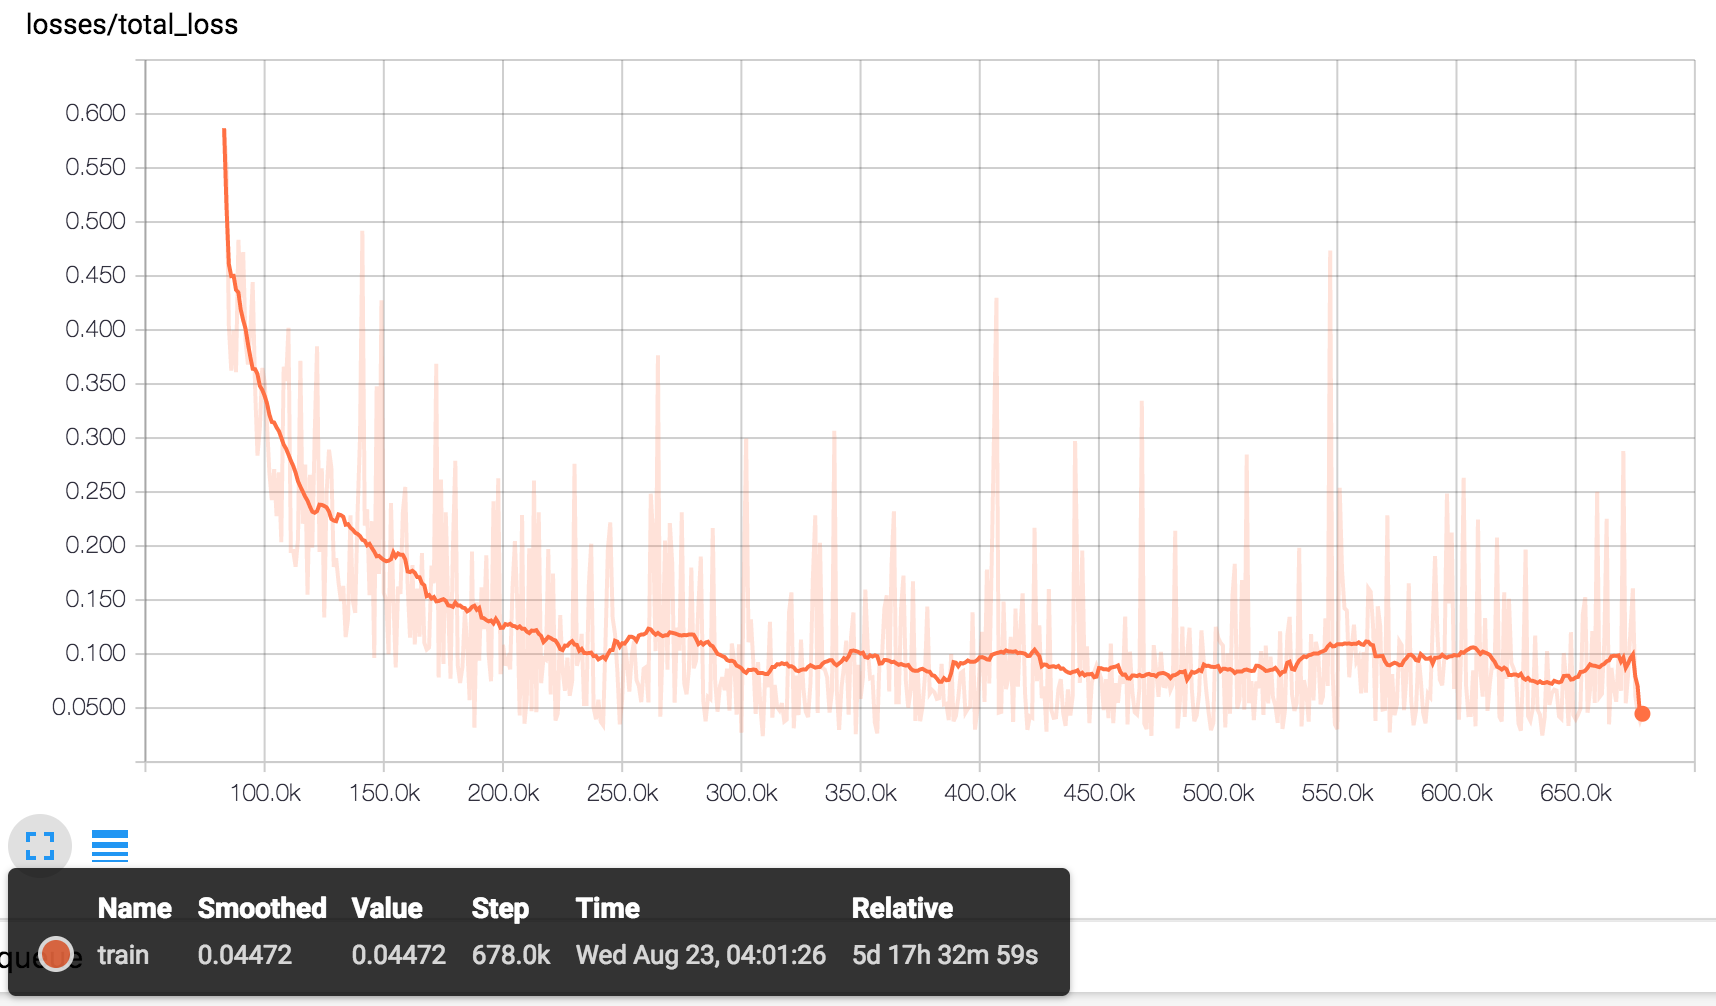 losses/total_loss
0.600
0.550
0.500
0.450
0.400
0.350
0.300
0.250
0.200
0.150
0.100
0.0500
100.0k 150.0k 200.0k 250.0k 300.0k 350.0k 400.0k 450.0k 500.0k 550.0k 600.0k 650.0k
Name Smoothed Value Step Time Relative
train 0.04472 0.04472 678.0k Wed Aug 23, 04:01:26 5d 17h 32m 59s
queue